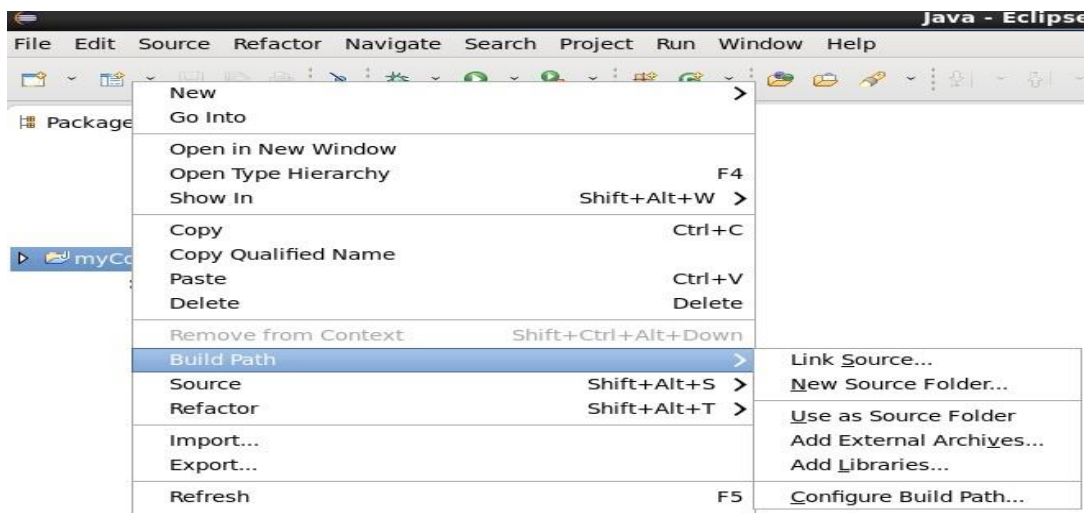 Java - Eclipse
File Edit Source Refactor Navigate Search Project Run Window Help
Package
myCo
New
Go Into
Open in New Window
Open Type Hierarchy F4
Show In Shift+Alt+W
Copy Ctrl+C
Copy Qualified Name
Paste Ctrl+V
Delete Delete
Remove from Context Shift+Ctrl+Alt+Down
Build Path
Source Shift+Alt+S
Refactor Shift+Alt+T
Import...
Export...
Refresh F5
Link Source...
New Source Folder...
Use as Source Folder
Add External Archives...
Add Libraries...
Configure Build Path...